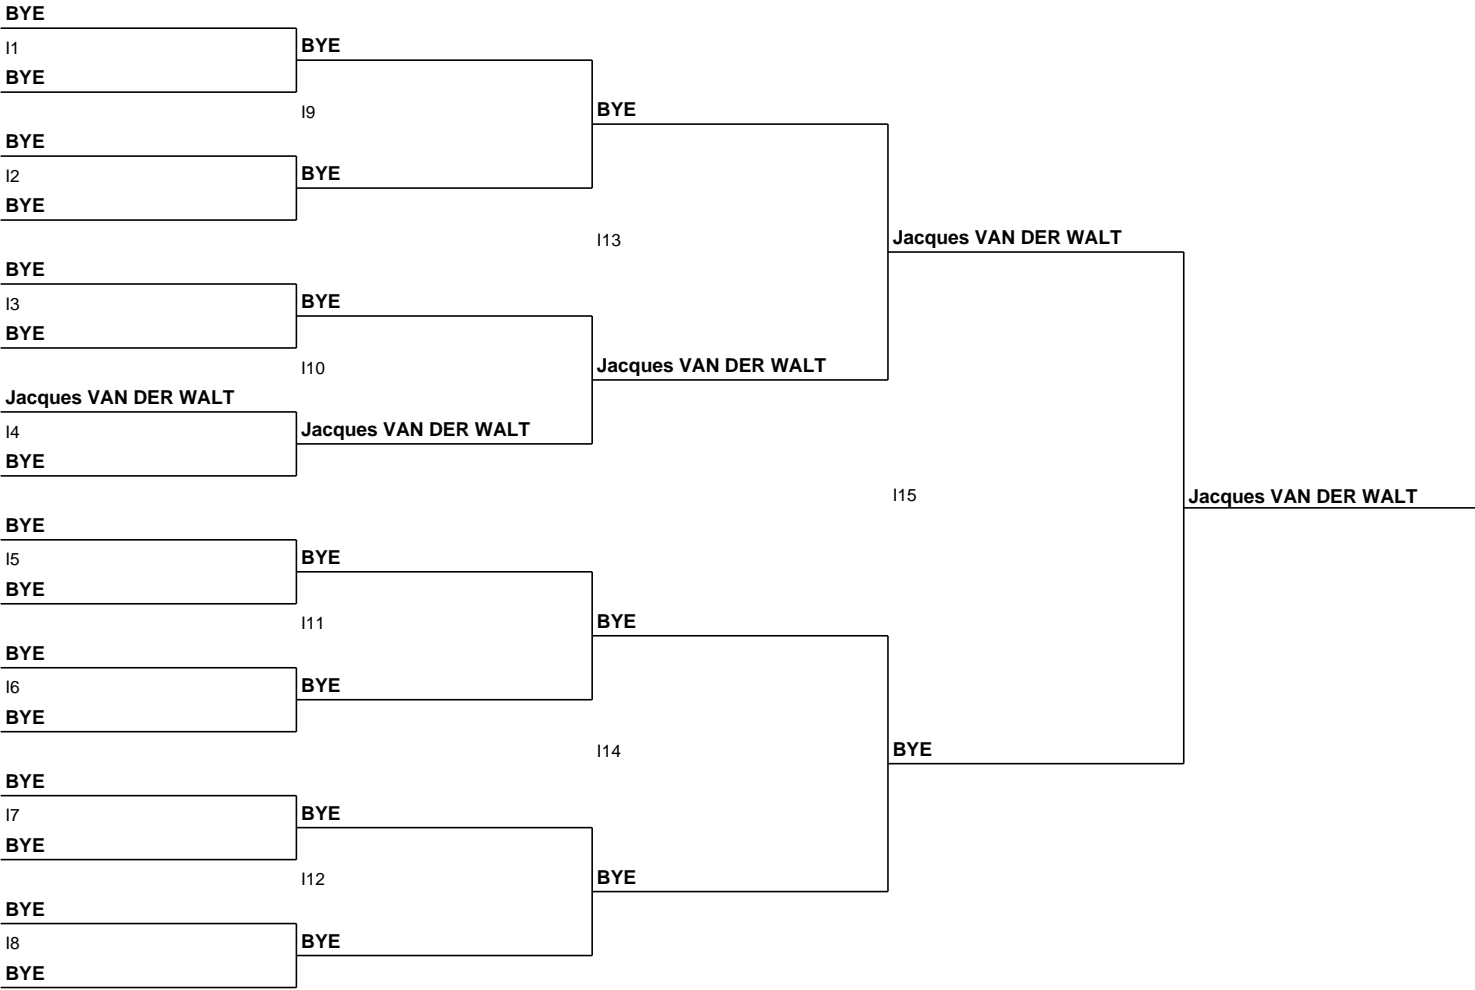 BYE
I1
BYE
BYE
I9
BYE
BYE
I2
BYE
BYE
I13
Jacques VAN DER WALT
BYE
I3
BYE
BYE
I10
Jacques VAN DER WALT
Jacques VAN DER WALT
I4
Jacques VAN DER WALT
BYE
I15
Jacques VAN DER WALT
BYE
I5
BYE
BYE
I11
BYE
BYE
I6
BYE
BYE
I14
BYE
BYE
I7
BYE
BYE
I12
BYE
BYE
I8
BYE
BYE